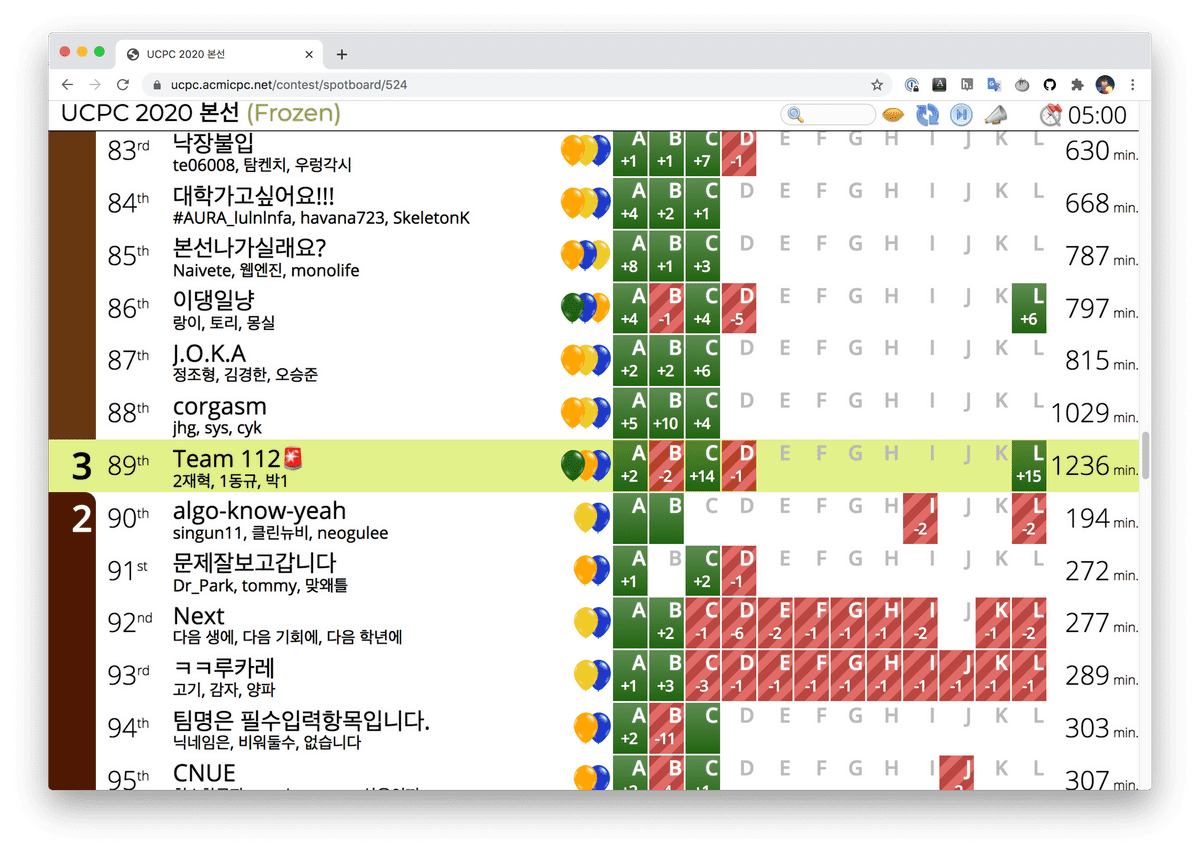 UCPC 2020 본선
ucpc.acmicpc.net/contest/spotboard/524
UCPC 2020 본선 (Frozen)
05:00
83rd 낙장불입 A B C D E F G H I J K L 630 min.
te06008, 탐켄치, 우렁각시 +1 +1 +7 -1
84th 대학가고싶어요!!! A B C D E F G H I J K L 668 min.
#AURA_lulnlnfa, havana723, SkeletonK +4 +2 +1
85th 본선나가실래요? A B C D E F G H I J K L 787 min.
Naivete, 웹엔진, monolife +8 +1 +3
86th 이댕일냥 A B C D E F G H I J K L 797 min.
랑이, 토리, 몽실 +4 -1 +4 -5 +6
87th J.O.K.A A B C D E F G H I J K L 815 min.
정조형, 김경한, 오승준 +2 +2 +6
88th corgasm A B C D E F G H I J K L 1029 min.
jhg, sys, cyk +5 +10 +4
3 89th Team 112🚨 A B C D E F G H I J K L 1236 min.
2재혁, 1동규, 박1 +2 -2 +14 -1 +15
2 90th algo-know-yeah A B C D E F G H I J K L 194 min.
singun11, 클린뉴비, neogulee -2 -2
91st 문제잘보고갑니다 A B C D E F G H I J K L 272 min.
Dr_Park, tommy, 맞왜틀 +1 +2 -1
92nd Next A B C D E F G H I J K L 277 min.
다음 생에, 다음 기회에, 다음 학년에 +2 -1 -6 -2 -1 -1 -1 -2 -1 -2
93rd ㅋㅋ루카레 A B C D E F G H I J K L 289 min.
고기, 감자, 양파 +1 +3 -3 -1 -1 -1 -1 -1 -1 -1 -1 -1
94th 팀명은 필수입력항목입니다. A B C D E F G H I J K L 303 min.
닉네임은, 비워둘수, 없습니다 +2 -11
95th CNUE A B C D E F G H I J K L 307 min.